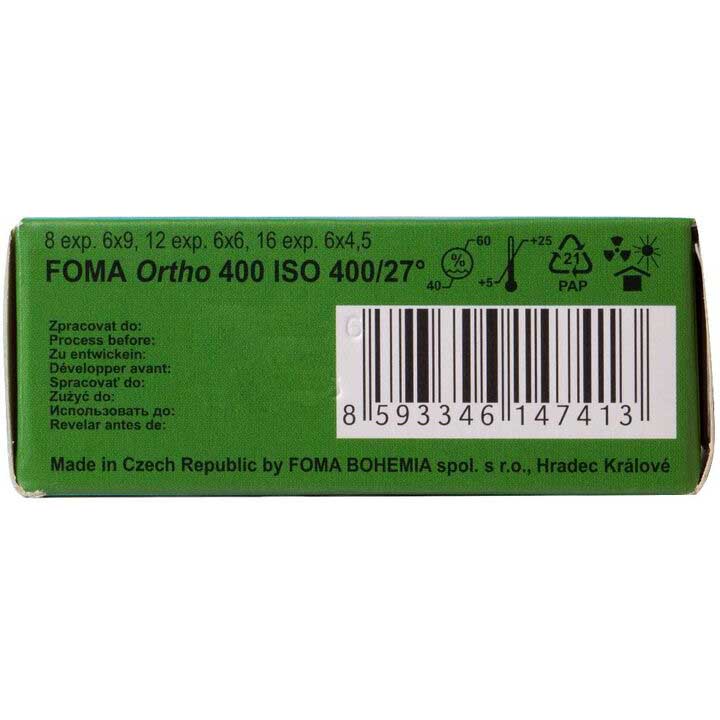 8 exp. 6x9, 12 exp. 6x6, 16 exp. 6x4,5
FOMA Ortho 400 ISO 400/27°
60
%
40
+25
+5
21
PAP
Zpracovat do:
Process before:
Zu entwickein:
Développer avant:
Spracovať do:
Zużyć do:
Использовать до:
Revelar antes de:
8 593346 147413
Made in Czech Republic by FOMA BOHEMIA spol. s r.o., Hradec Králové